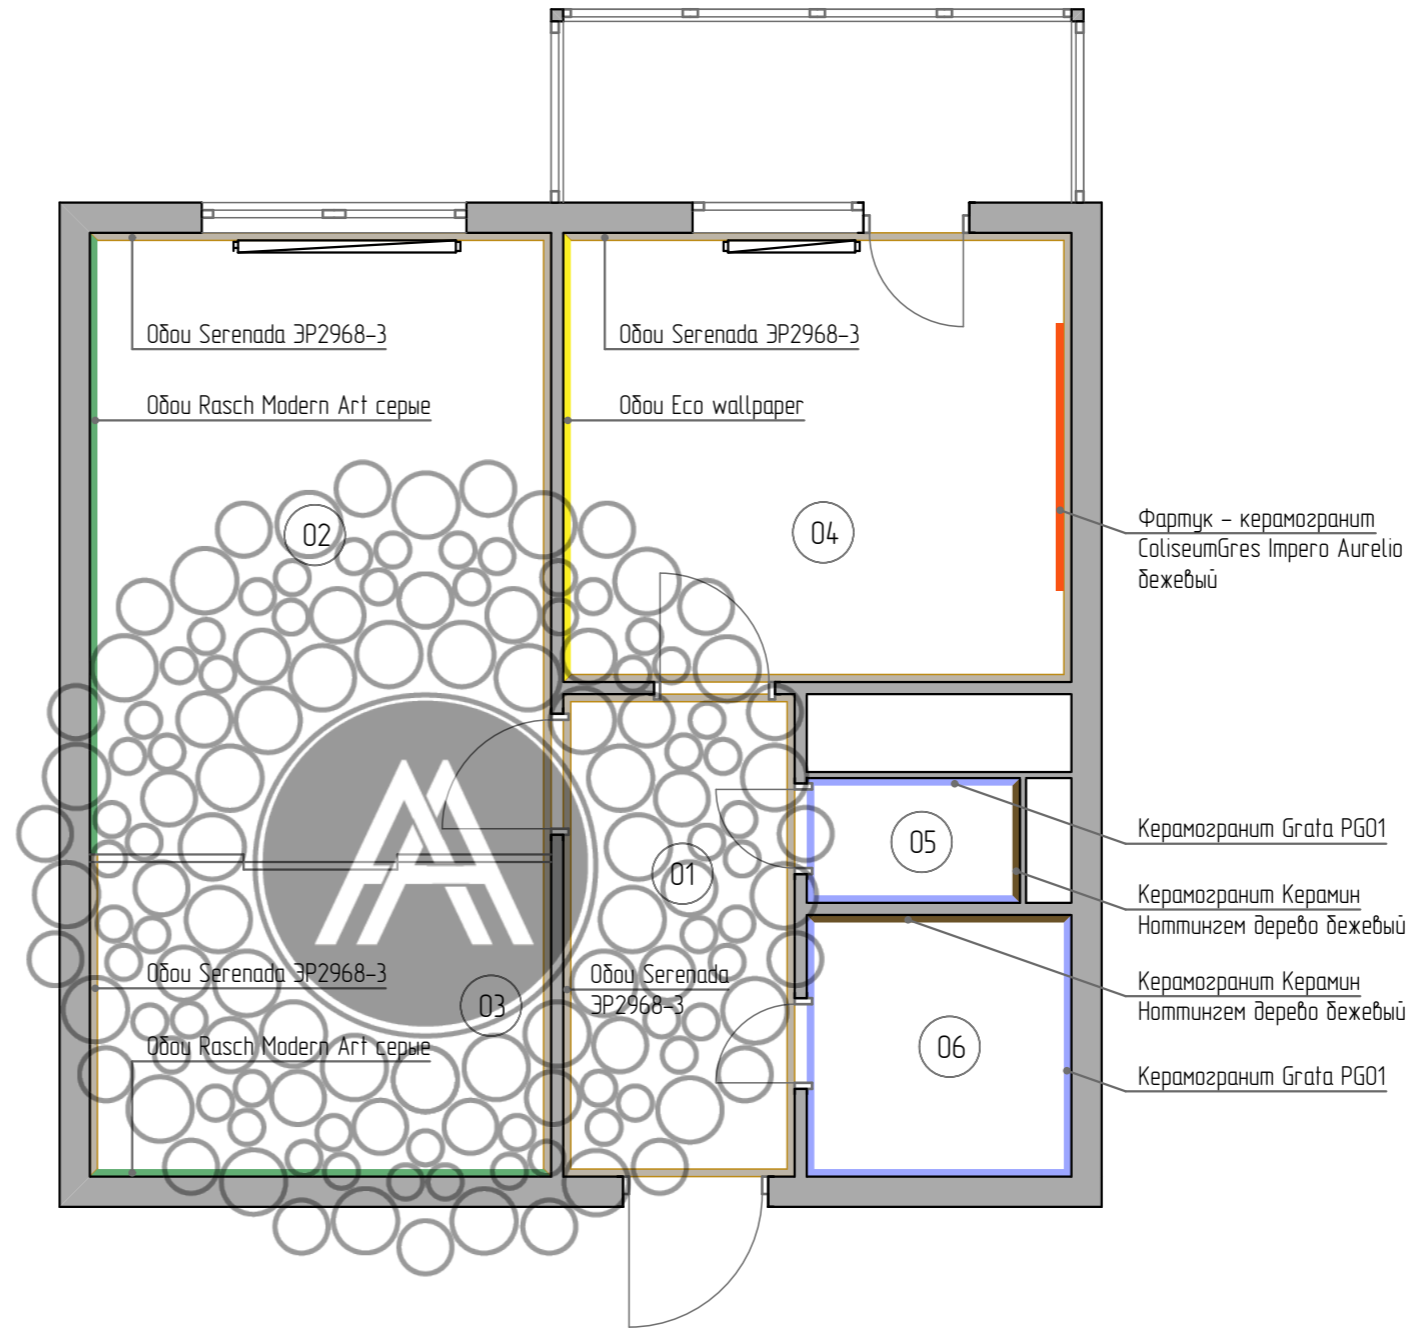 Обои Serenada ЭР2968-3
Обои Rasch Modern Art серые
Обои Serenada ЭР2968-3
Обои Eco wallpaper
02
04
Фартук – керамогранит
ColiseumGres Impero Aurelio
бежевый
05
01
Керамогранит Grata PG01
Керамогранит Керамин
Ноттингем дерево бежевый
Обои Serenada ЭР2968-3
03
Обои Rasch Modern Art серые
Обои Serenada
ЭР2968-3
06
Керамогранит Керамин
Ноттингем дерево бежевый
Керамогранит Grata PG01